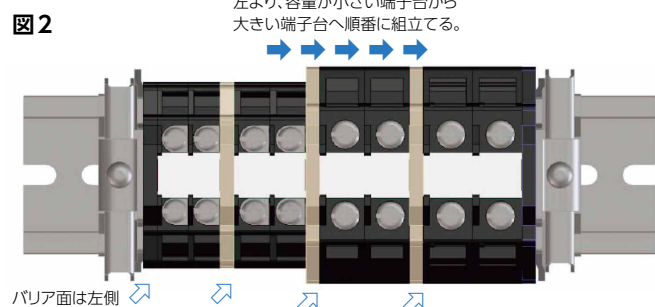 図2
左より、容量が小さい端子台から
大きい端子台へ順番に組立てる。
バリア面は左側